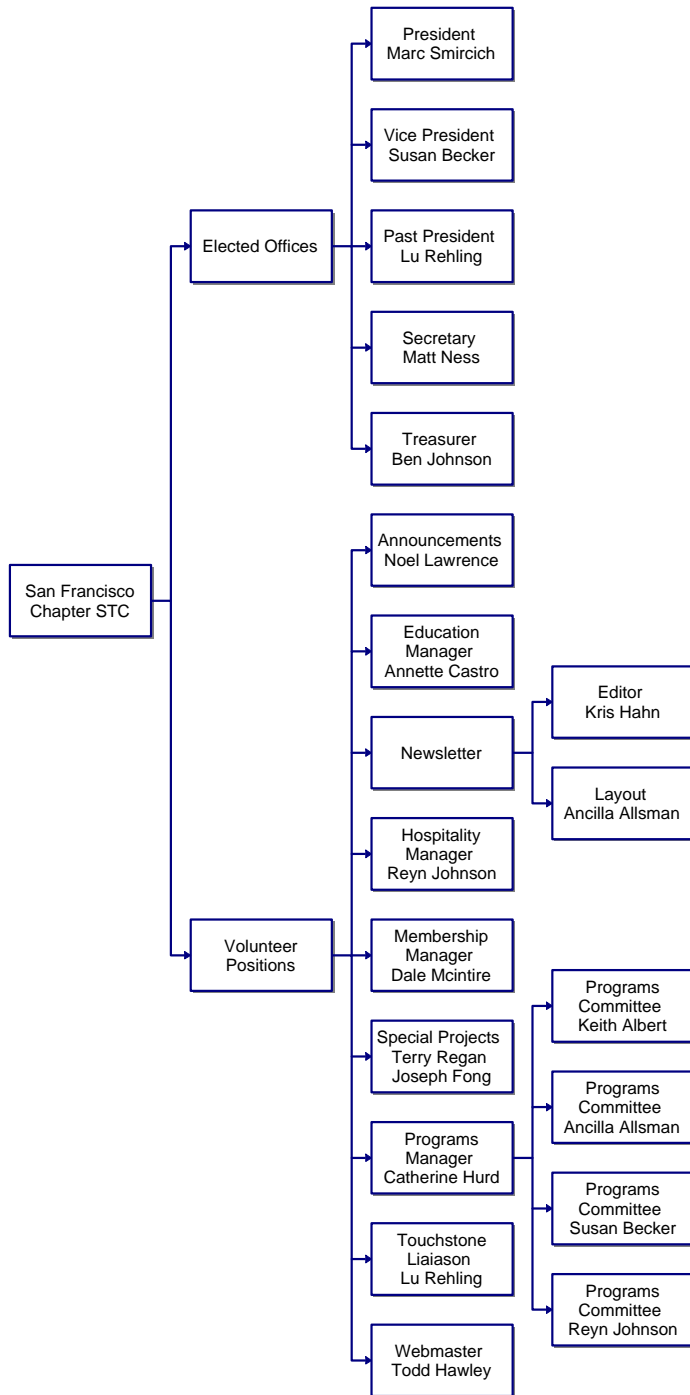 President
Marc Smircich
Vice President
Susan Becker
Elected Offices
Past President
Lu Rehling
Secretary
Matt Ness
Treasurer
Ben Johnson
San Francisco
Chapter STC
Announcements
Noel Lawrence
Education
Manager
Annette Castro
Newsletter
Editor
Kris Hahn
Layout
Ancilla Allsman
Hospitality
Manager
Reyn Johnson
Volunteer
Positions
Membership
Manager
Dale Mcintire
Special Projects
Terry Regan
Joseph Fong
Programs
Manager
Catherine Hurd
Programs
Committee
Keith Albert
Programs
Committee
Ancilla Allsman
Programs
Committee
Susan Becker
Programs
Committee
Reyn Johnson
Touchstone
Liaiason
Lu Rehling
Webmaster
Todd Hawley